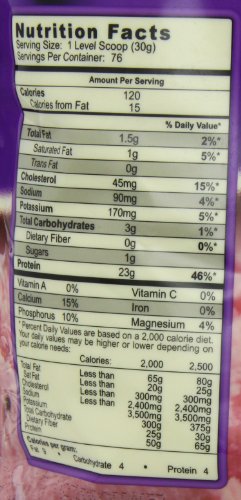 Nutrition Facts
Serving Size: 1 Level Scoop (30g)
Servings Per Container: 76
Amount Per Serving
Calories 120
Calories from Fat 15
% Daily Value*
Total Fat 1.5g 2%*
Saturated Fat 1g 5%*
Trans Fat 0g
Cholesterol 45mg 15%*
Sodium 90mg 4%*
Potassium 170mg 5%*
Total Carbohydrates 3g 1%*
Dietary Fiber 0g 0%*
Sugars 1g
Protein 23g 46%*
Vitamin A 0% Vitamin C 0%
Calcium 15% Iron 0%
Phosphorus 10% Magnesium 4%
*Percent Daily Values are based on a 2,000 calorie diet.
Your daily values may be higher or lower depending on
your calorie needs:
Calories: 2,000 2,500
Total Fat Less than 65g 80g
Sat Fat Less than 20g 25g
Cholesterol Less than 300mg 300mg
Sodium Less than 2,400mg 2,400mg
Potassium 3,500mg 3,500mg
Total Carbohydrate 300g 375g
Dietary Fiber 25g 30g
Protein 50g 65g
Calories per gram:
Fat 9 • Carbohydrate 4 • Protein 4